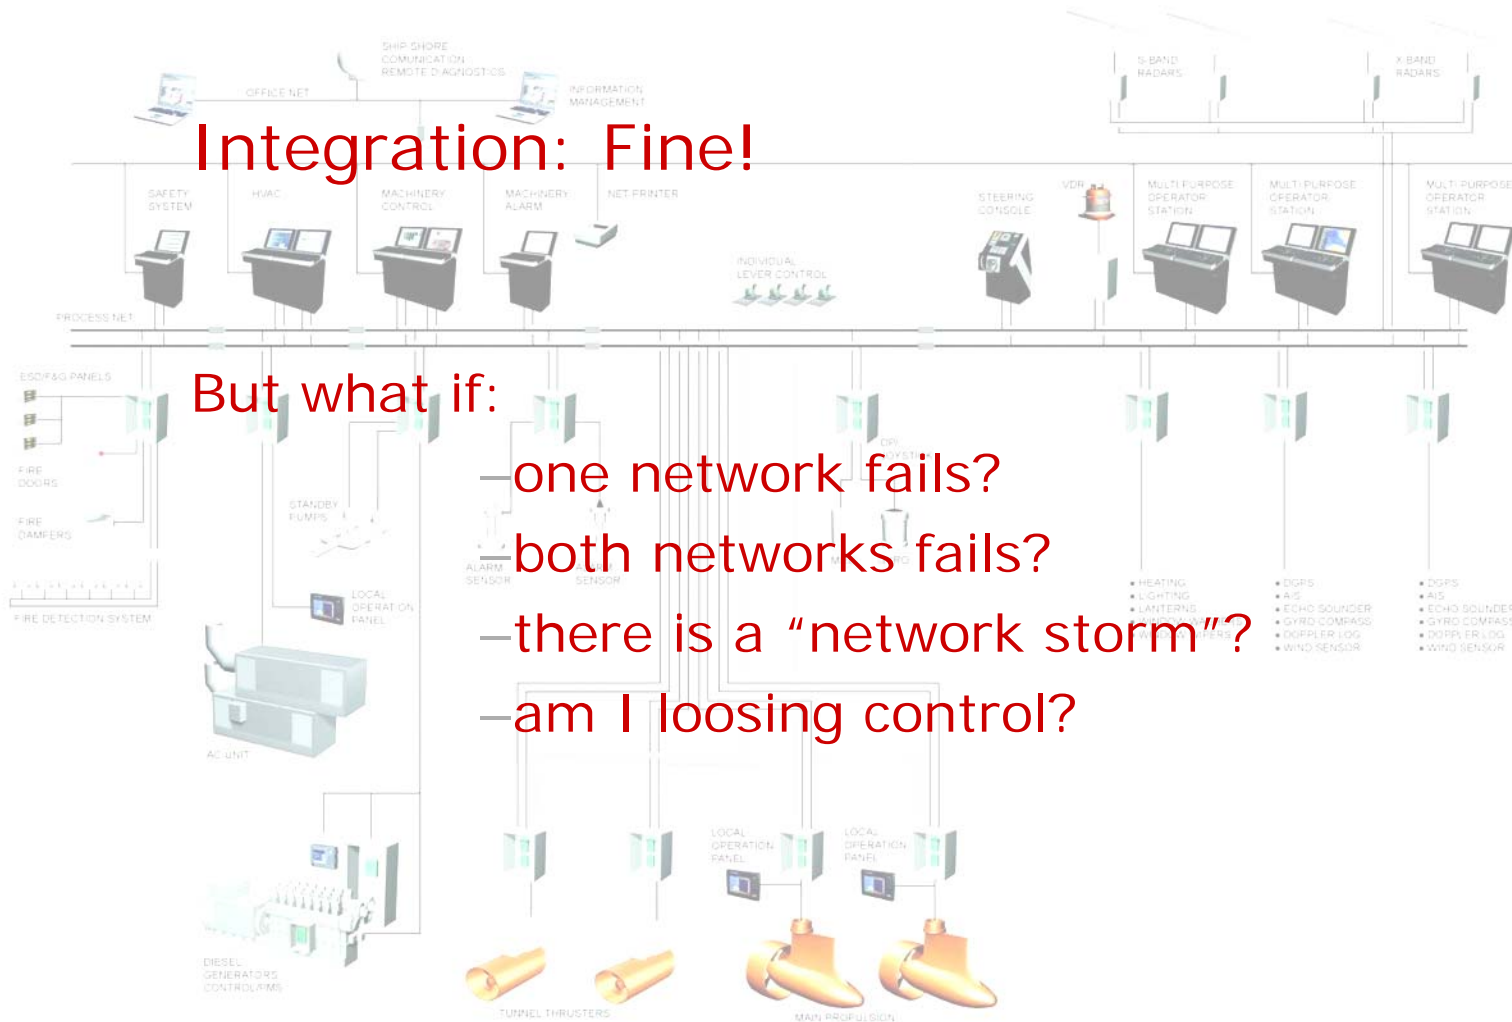 SHIP SHORE
COMUNICATION
REMOTE DIAGNOSTICS
OFFICE NET
INFORMATION
MANAGEMENT
S-BAND
RADARS
X-BAND
RADARS
Integration: Fine!
SAFETY
SYSTEM
HVAC
MACHINERY
CONTROL
MACHINERY
ALARM
NET-PRINTER
STEERING
CONSOLE
VDR
MULTI PURPOSE
OPERATOR
STATION
MULTI PURPOSE
OPERATOR
STATION
MULTI PURPOSE
OPERATOR
STATION
INDIVIDUAL
LEVER CONTROL
PROCESS NET
ESD/F&G PANELS
But what if:
FIRE
DOORS
–one network fails?
STANDBY
PUMPS
FIRE
DAMPERS
–both networks fails?
ALARM
SENSOR
ALARM
SENSOR
LOCAL
OPERATION
PANEL
FIRE DETECTION SYSTEM
• HEATING
• LIGHTING
• LANTERNS
• DGPS
• AIS
• ECHO SOUNDER
• GYRO COMPASS
• DOPPLER LOG
• WIND SENSOR
• DGPS
• AIS
• ECHO SOUNDER
• GYRO COMPASS
• DOPPLER LOG
• WIND SENSOR
–there is a “network storm”?
–am I loosing control?
AC UNIT
LOCAL
OPERATION
PANEL
LOCAL
OPERATION
PANEL
DIESEL
GENERATORS
CONTROL/PMS
TUNNEL THRUSTERS
MAIN PROPULSION